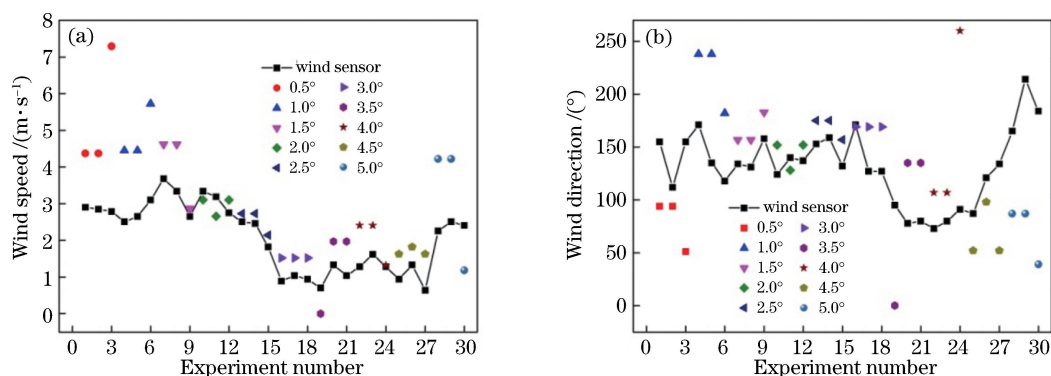 (a)
Wind speed /(m·s⁻¹)
8
7
6
5
4
3
2
1
0
wind sensor
0.5° 3.0°
1.0° 3.5°
1.5° 4.0°
2.0° 4.5°
2.5° 5.0°
0 3 6 9 12 15 18 21 24 27 30
Experiment number
(b)
Wind direction /(°)
250
200
150
100
50
0
wind sensor
0.5° 3.0°
1.0° 3.5°
1.5° 4.0°
2.0° 4.5°
2.5° 5.0°
0 3 6 9 12 15 18 21 24 27 30
Experiment number